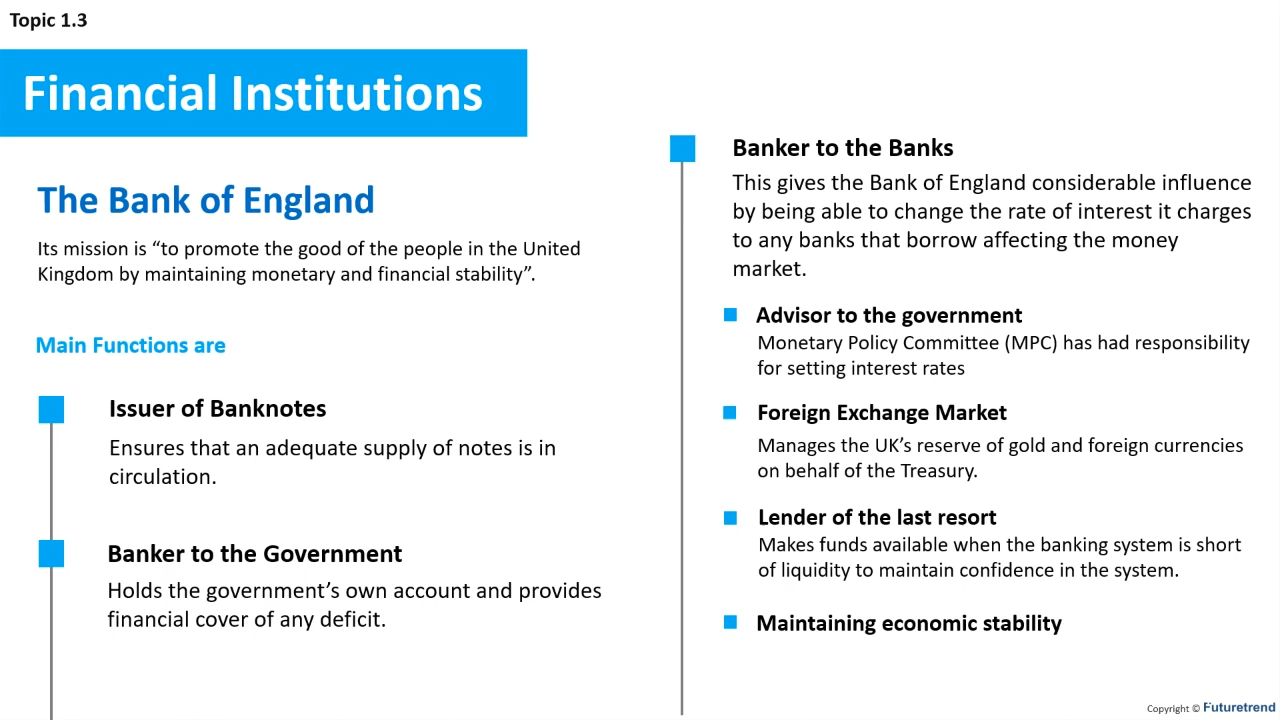 Topic 1.3
Financial Institutions
The Bank of England
Its mission is “to promote the good of the people in the United
Kingdom by maintaining monetary and financial stability”.
Main Functions are
Issuer of Banknotes
Ensures that an adequate supply of notes is in
circulation.
Banker to the Government
Holds the government’s own account and provides
financial cover of any deficit.
Banker to the Banks
This gives the Bank of England considerable influence
by being able to change the rate of interest it charges
to any banks that borrow affecting the money
market.
Advisor to the government
Monetary Policy Committee (MPC) has had responsibility
for setting interest rates
Foreign Exchange Market
Manages the UK’s reserve of gold and foreign currencies
on behalf of the Treasury.
Lender of the last resort
Makes funds available when the banking system is short
of liquidity to maintain confidence in the system.
Maintaining economic stability
Copyright © Futuretrend